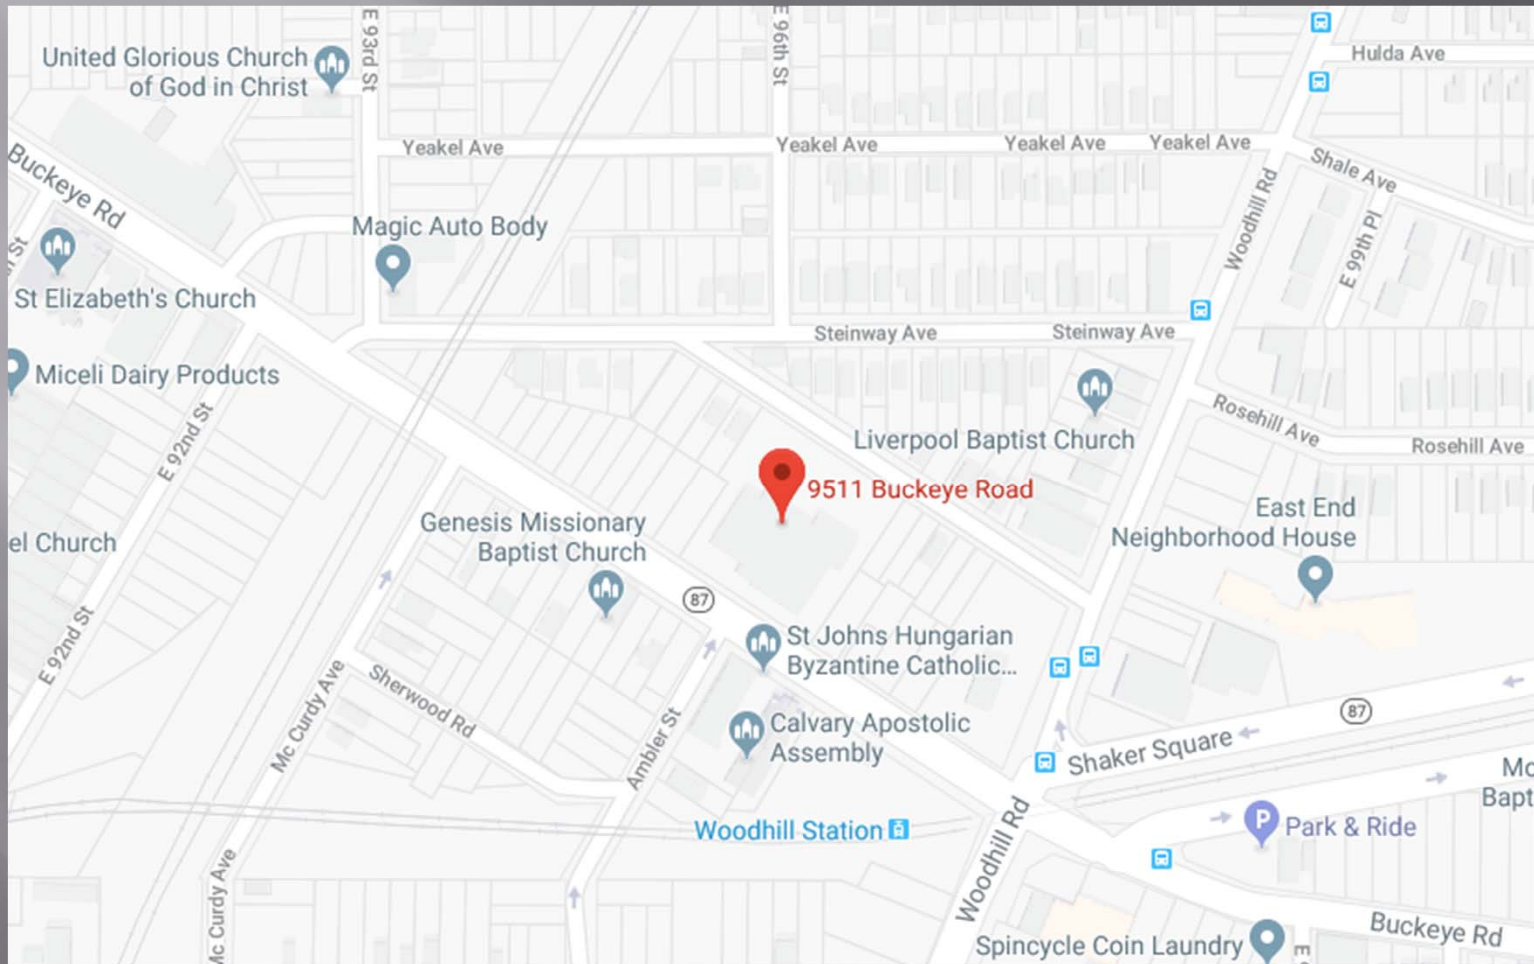 E 93rd St
E 96th St
Hulda Ave
United Glorious Church
of God in Christ
Yeakel Ave
Yeakel Ave
Yeakel Ave
Yeakel Ave
Buckeye Rd
Shale Ave
Woodhill Rd
Magic Auto Body
E 99th Pl
St
St Elizabeth's Church
Steinway Ave
Steinway Ave
Miceli Dairy Products
E 92nd St
Rosehill Ave
Rosehill Ave
Liverpool Baptist Church
9511 Buckeye Road
East End
Neighborhood House
Genesis Missionary
Baptist Church
el Church
87
E 92nd St
St Johns Hungarian
Byzantine Catholic...
Sherwood Rd
Mc Curdy Ave
Ambler St
87
Calvary Apostolic
Assembly
Shaker Square
Mc
Bapt
Woodhill Station
P
Park & Ride
Woodhill Rd
Mc Curdy Ave
Buckeye Rd
Spincycle Coin Laundry
E